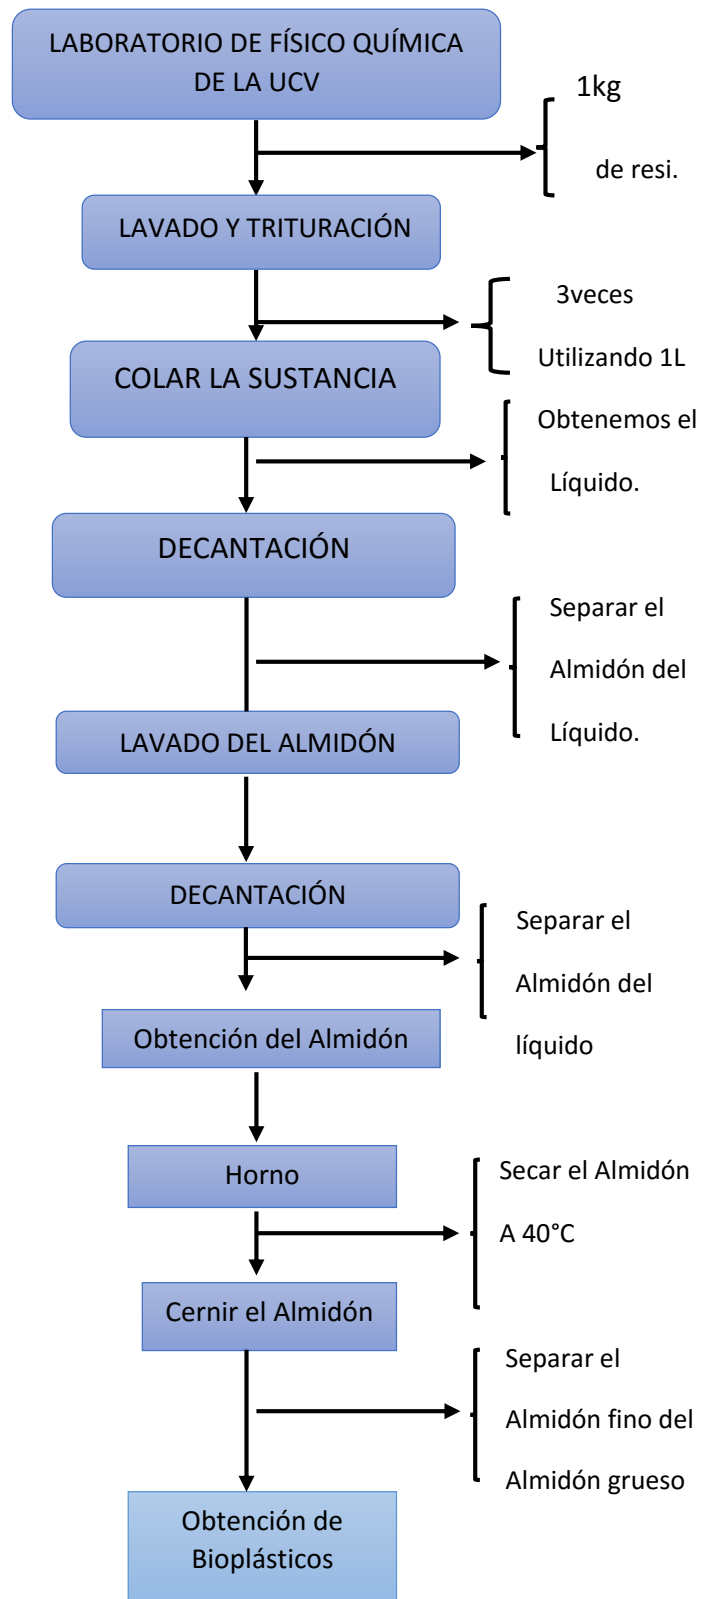 LABORATORIO DE FÍSICO QUÍMICA
DE LA UCV
1kg
de resi.
LAVADO Y TRITURACIÓN
3veces
Utilizando 1L
COLAR LA SUSTANCIA
Obtenemos el
Líquido.
DECANTACIÓN
Separar el
Almidón del
Líquido.
LAVADO DEL ALMIDÓN
DECANTACIÓN
Separar el
Almidón del
líquido
Obtención del Almidón
Horno
Secar el Almidón
A 40°C
Cernir el Almidón
Separar el
Almidón fino del
Almidón grueso
Obtención de
Bioplásticos